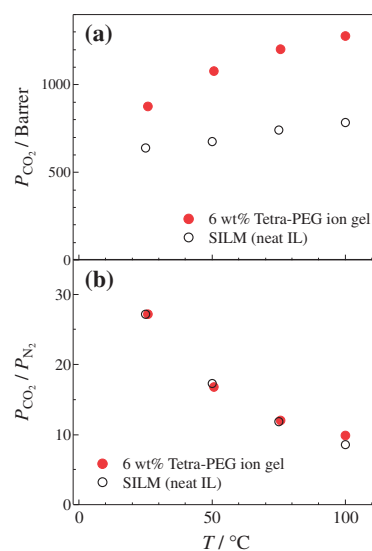 (a)
P_CO2 / Barrer
1000
500
0
6 wt% Tetra-PEG ion gel
SILM (neat IL)
(b)
P_CO2 / P_N2
30
20
10
0
6 wt% Tetra-PEG ion gel
SILM (neat IL)
0 50 100
T / °C